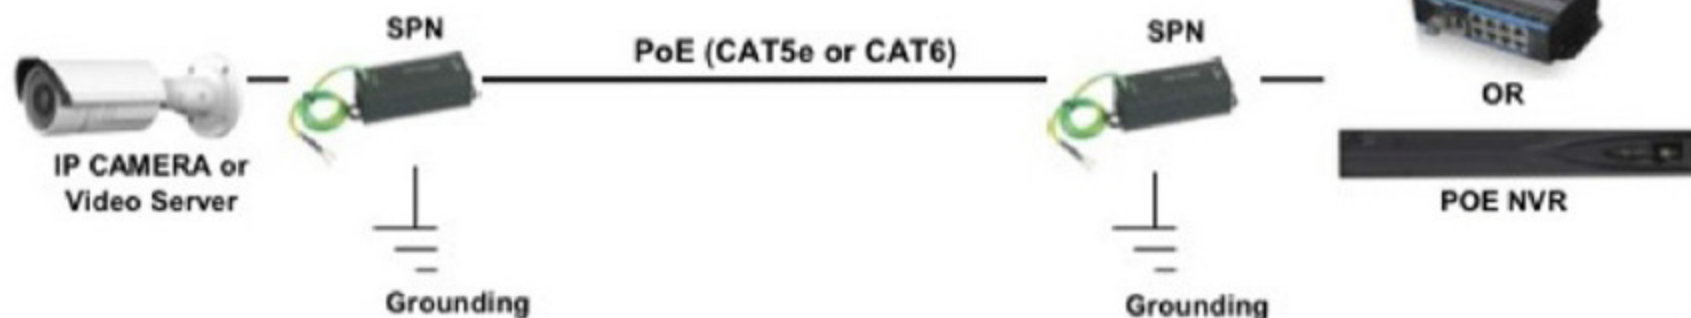 SPN
PoE (CAT5e or CAT6)
SPN
OR
IP CAMERA or
Video Server
POE NVR
Grounding
Grounding